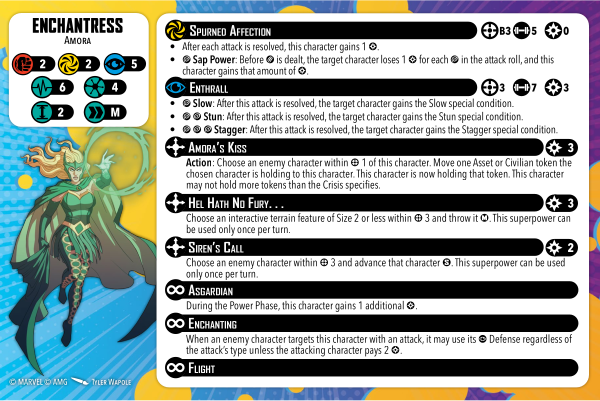 ENCHANTRESS
AMORA
2 2 5
6 4
2 M
SPURNED AFFECTION B3 5 0
• After each attack is resolved, this character gains 1 .
• Sap Power: Before is dealt, the target character loses 1 for each in the attack roll, and this
character gains that amount of .
ENTHRALL 3 7 3
• Slow: After this attack is resolved, the target character gains the Slow special condition.
• Stun: After this attack is resolved, the target character gains the Stun special condition.
• Stagger: After this attack is resolved, the target character gains the Stagger special condition.
AMORA'S KISS 3
Action: Choose an enemy character within 1 of this character. Move one Asset or Civilian token the
chosen character is holding to this character. This character is now holding that token. This character
may not hold more tokens than the Crisis specifies.
HEL HATH NO FURY. . . 3
Choose an interactive terrain feature of Size 2 or less within 3 and throw it M. This superpower can
be used only once per turn.
SIREN'S CALL 2
Choose an enemy character within 3 and advance that character S. This superpower can be used
only once per turn.
ASGARDIAN
During the Power Phase, this character gains 1 additional .
ENCHANTING
When an enemy character targets this character with an attack, it may use its Defense regardless of
the attack's type unless the attacking character pays 2 .
FLIGHT
© MARVEL © AMG TYLER WAPOLE